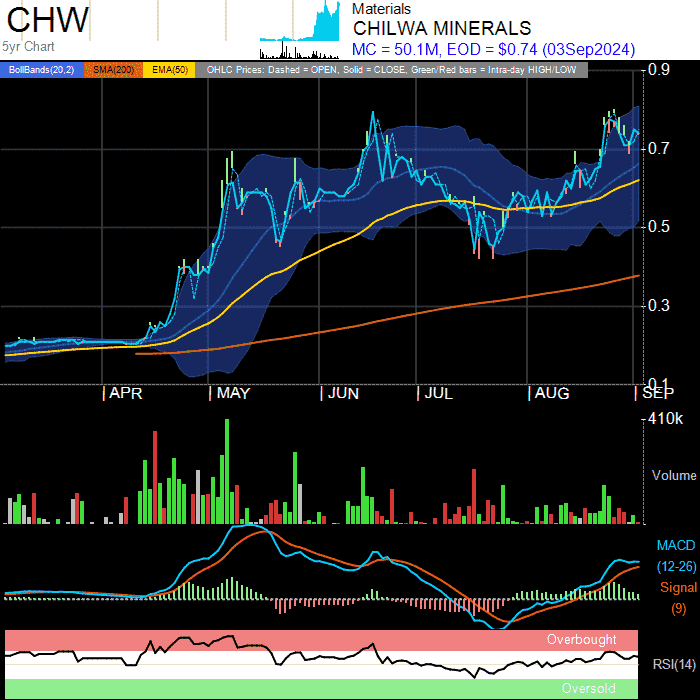 CHW
5yr Chart
Materials
CHILWA MINERALS
MC = 50.1M, EOD = $0.74 (03Sep2024)
BollBands(20,2) SMA(200) EMA(50) OHLC Prices: Dashed = OPEN, Solid = CLOSE, Green/Red bars = Intra-day HIGH/LOW
0.9
0.7
0.5
0.3
0.1
APR MAY JUN JUL AUG SEP
410k
Volume
MACD
(12-26)
Signal
(9)
Overbought
RSI(14)
Oversold